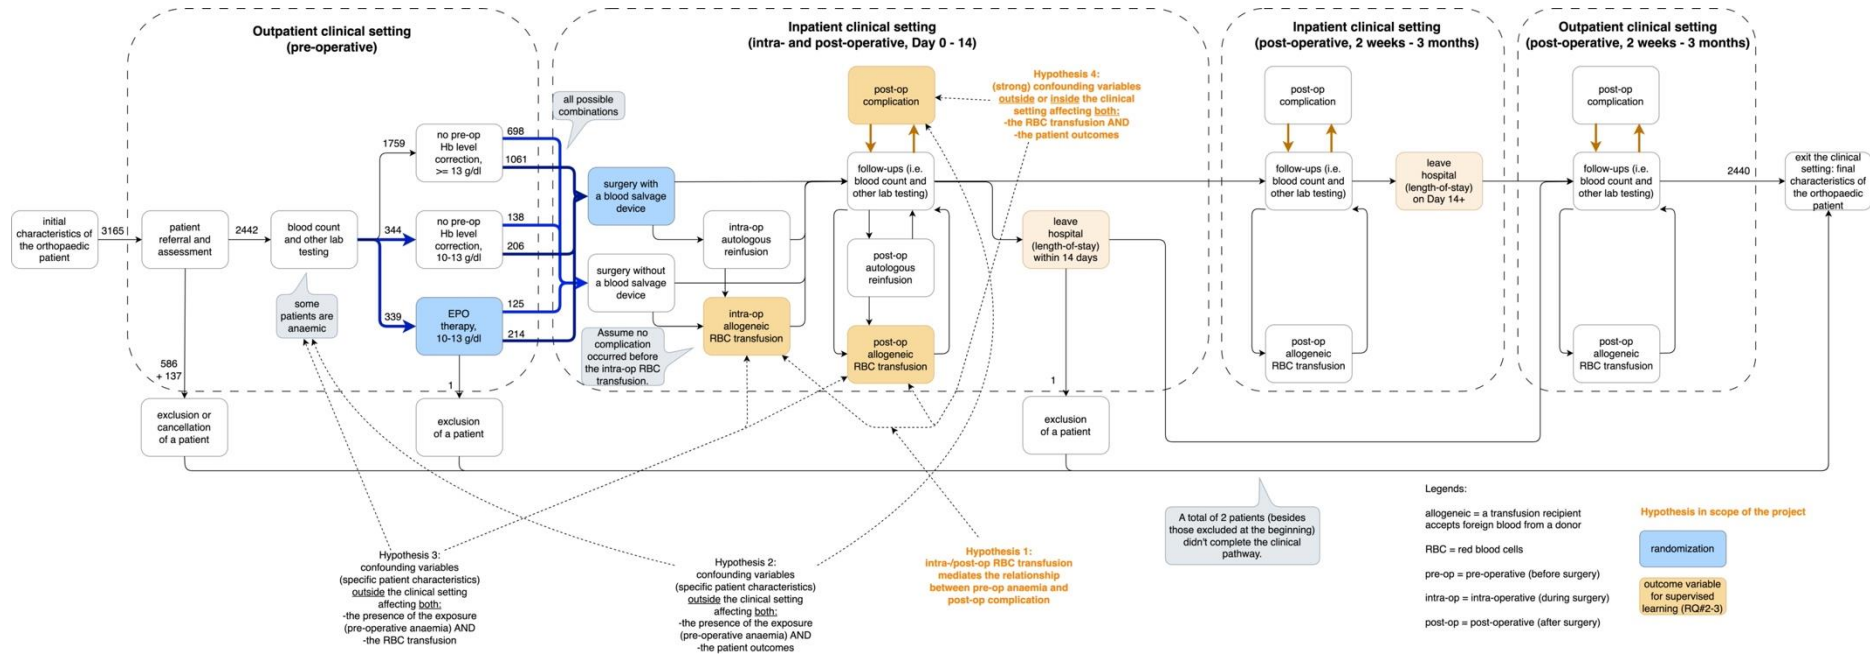 Outpatient clinical setting
(pre-operative)
Inpatient clinical setting
(intra- and post-operative, Day 0 - 14)
Inpatient clinical setting
(post-operative, 2 weeks - 3 months)
Outpatient clinical setting
(post-operative, 2 weeks - 3 months)
initial
characteristics of
the orthopaedic
patient
3165
patient
referral and
assessment
2442
blood count
and other lab
testing
some
patients are
anaemic
586
+ 137
exclusion or
cancellation
of a patient
1759
344
339
no pre-op
Hb level
correction,
>= 13 g/dl
698
1061
no pre-op
Hb level
correction,
10-13 g/dl
138
206
EPO
therapy,
10-13 g/dl
125
214
1
exclusion
of a patient
all possible
combinations
surgery with
a blood salvage
device
surgery without
a blood salvage
device
Assume no
complication
occurred before
the intra-op RBC
transfusion.
intra-op
autologous
reinfusion
intra-op
allogeneic
RBC transfusion
post-op
complication
follow-ups (i.e.
blood count and
other lab testing)
post-op
autologous
reinfusion
post-op
allogeneic
RBC transfusion
Hypothesis 4:
(strong) confounding variables
outside or inside the clinical
setting affecting both:
-the RBC transfusion AND
-the patient outcomes
leave
hospital
(length-of-stay)
within 14 days
1
exclusion
of a patient
post-op
complication
follow-ups (i.e.
blood count and
other lab testing)
post-op
allogeneic
RBC transfusion
leave
hospital
(length-of-stay)
on Day 14+
post-op
complication
follow-ups (i.e.
blood count and
other lab testing)
post-op
allogeneic
RBC transfusion
2440
exit the clinical
setting: final
characteristics of
the orthopaedic
patient
Hypothesis 3:
confounding variables
(specific patient characteristics)
outside the clinical setting
affecting both:
-the presence of the exposure
(pre-operative anaemia) AND
-the RBC transfusion
Hypothesis 2:
confounding variables
(specific patient characteristics)
outside the clinical setting
affecting both:
-the presence of the exposure
(pre-operative anaemia) AND
-the patient outcomes
Hypothesis 1:
intra-/post-op RBC transfusion
mediates the relationship
between pre-op anaemia and
post-op complication
A total of 2 patients (besides
those excluded at the beginning)
didn't complete the clinical
pathway.
Legends:
allogeneic = a transfusion recipient
accepts foreign blood from a donor
RBC = red blood cells
pre-op = pre-operative (before surgery)
intra-op = intra-operative (during surgery)
post-op = post-operative (after surgery)
Hypothesis in scope of the project
randomization
outcome variable
for supervised
learning (RQ#2-3)